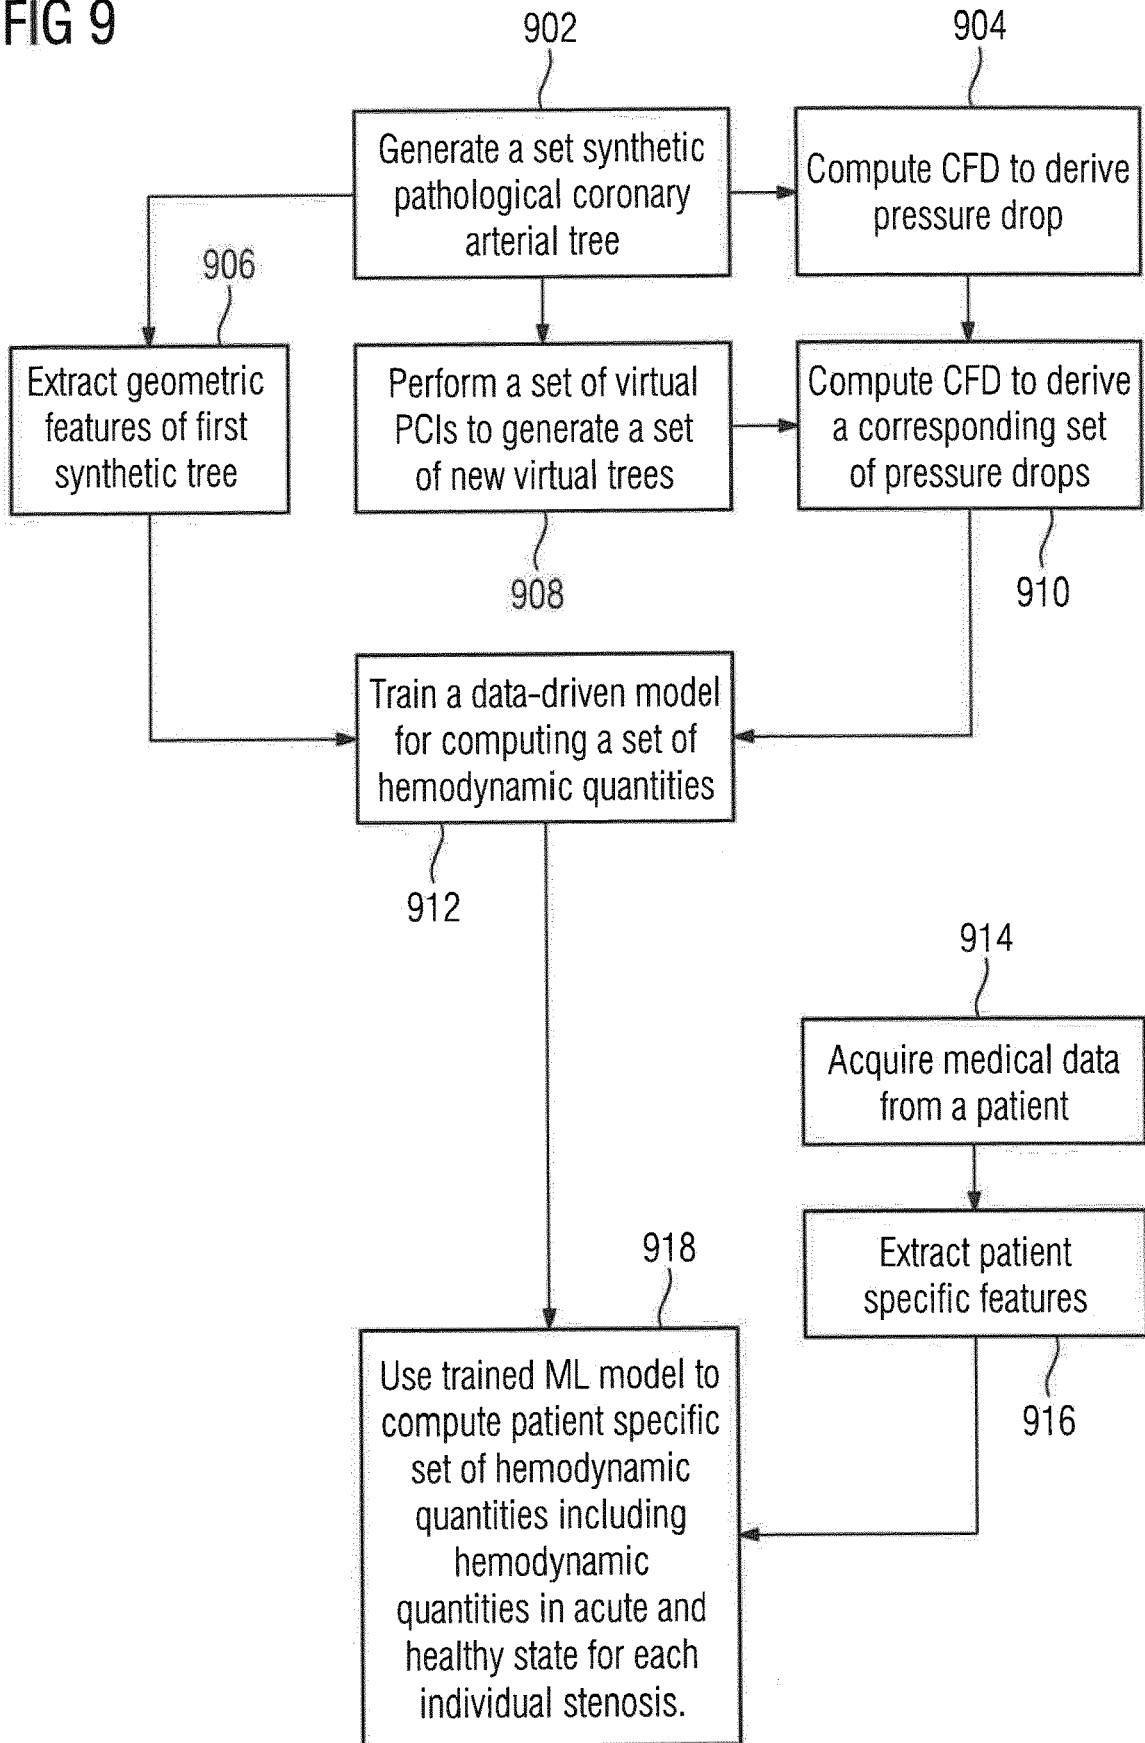 FIG 9
902
904
Generate a set synthetic
pathological coronary
arterial tree
Compute CFD to derive
pressure drop
906
Extract geometric
features of first
synthetic tree
Perform a set of virtual
PCIs to generate a set
of new virtual trees
Compute CFD to derive
a corresponding set
of pressure drops
908
910
Train a data-driven model
for computing a set of
hemodynamic quantities
912
914
Acquire medical data
from a patient
Extract patient
specific features
916
918
Use trained ML model to
compute patient specific
set of hemodynamic
quantities including
hemodynamic
quantities in acute and
healthy state for each
individual stenosis.